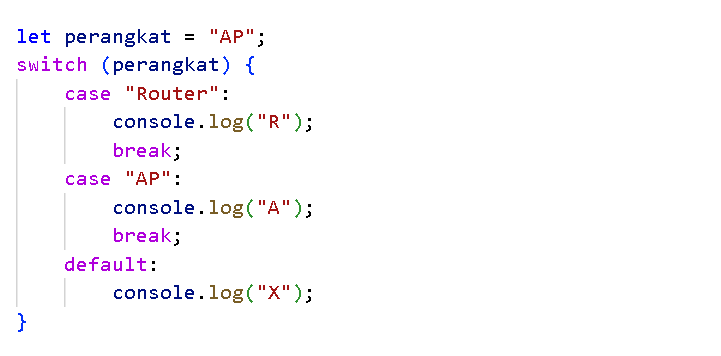 let perangkat = "AP";
switch (perangkat) {
    case "Router":
        console.log("R");
        break;
    case "AP":
        console.log("A");
        break;
    default:
        console.log("X");
}